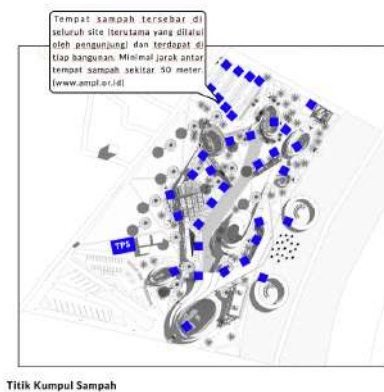 Tempat sampah tersebar di
seluruh site (terutama yang dilalui
oleh pengunjung) dan terdapat di
tiap bangunan. Minimal jarak antar
tempat sampah sekitar 50 meter.
(www.ampl.or.id)
TPS
Titik Kumpul Sampah